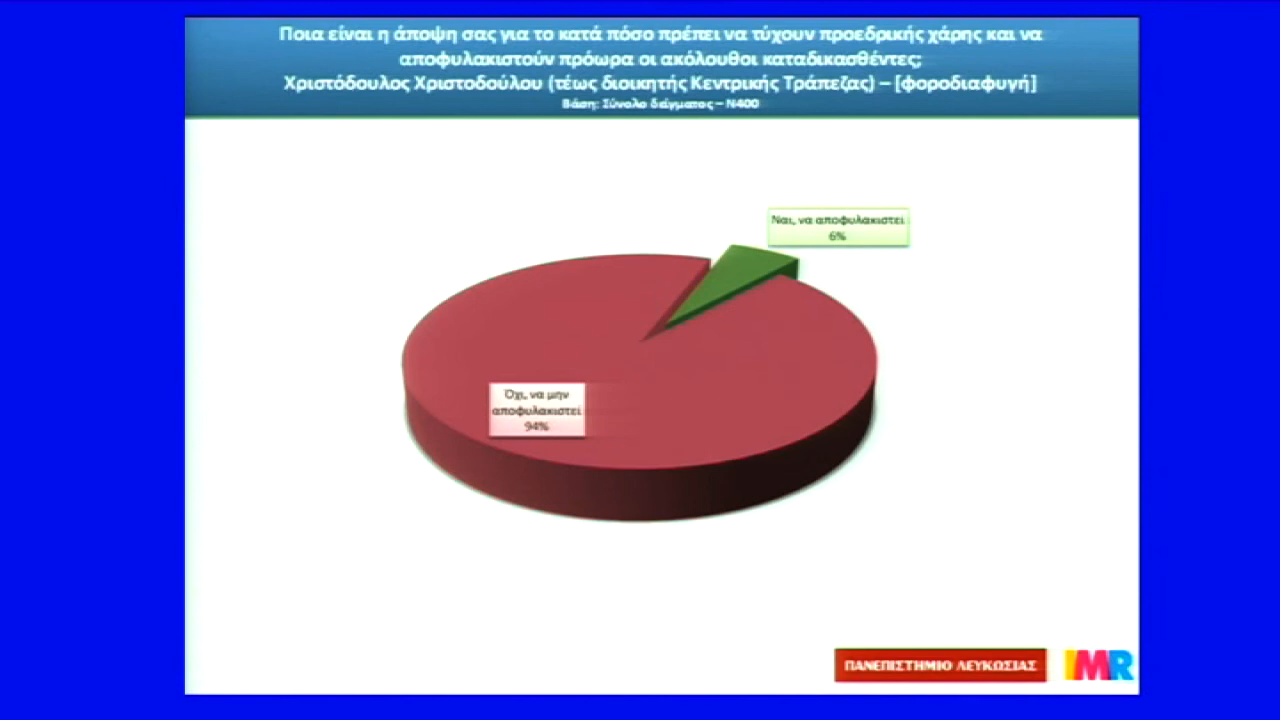 Ποια είναι η άποψη σας για το κατά πόσο πρέπει να τύχουν προεδρικής χάρης και να
αποφυλακιστούν πρόωρα οι ακόλουθοι καταδικασθέντες;
Χριστόδουλος Χριστοδούλου (τέως διοικητής Κεντρικής Τράπεζας) – [φοροδιαφυγή]
Βάση: Σύνολο δείγματος – N400
Ναι, να αποφυλακιστεί
6%
Όχι, να μην
αποφυλακιστεί
94%
ΠΑΝΕΠΙΣΤΗΜΙΟ ΛΕΥΚΩΣΙΑΣ
IMR